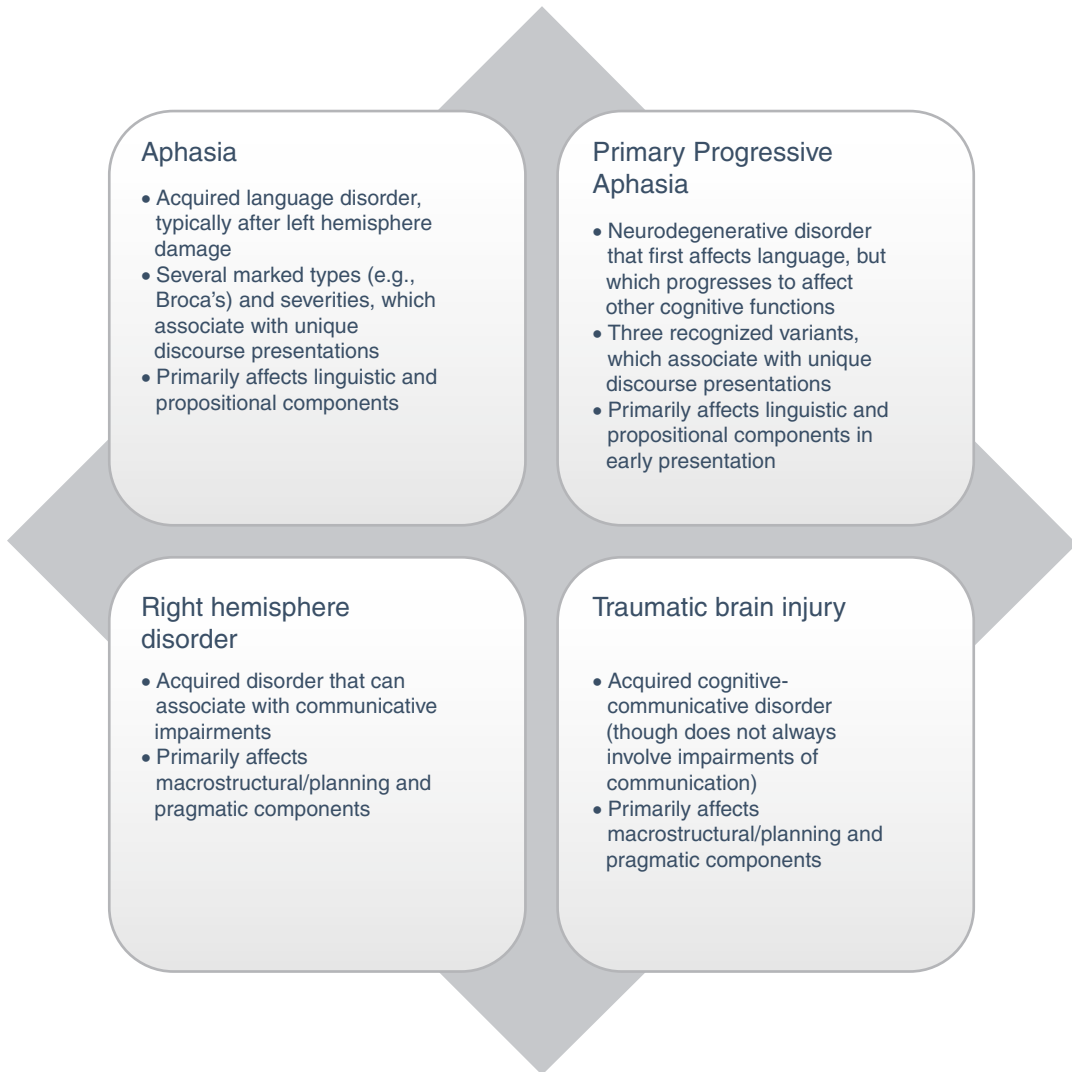 Aphasia
• Acquired language disorder,
typically after left hemisphere
damage
• Several marked types (e.g.,
Broca’s) and severities, which
associate with unique
discourse presentations
• Primarily affects linguistic and
propositional components
Primary Progressive
Aphasia
• Neurodegenerative disorder
that first affects language, but
which progresses to affect
other cognitive functions
• Three recognized variants,
which associate with unique
discourse presentations
• Primarily affects linguistic and
propositional components in
early presentation
Right hemisphere
disorder
• Acquired disorder that can
associate with communicative
impairments
• Primarily affects
macrostructural/planning and
pragmatic components
Traumatic brain injury
• Acquired cognitive-
communicative disorder
(though does not always
involve impairments of
communication)
• Primarily affects
macrostructural/planning and
pragmatic components